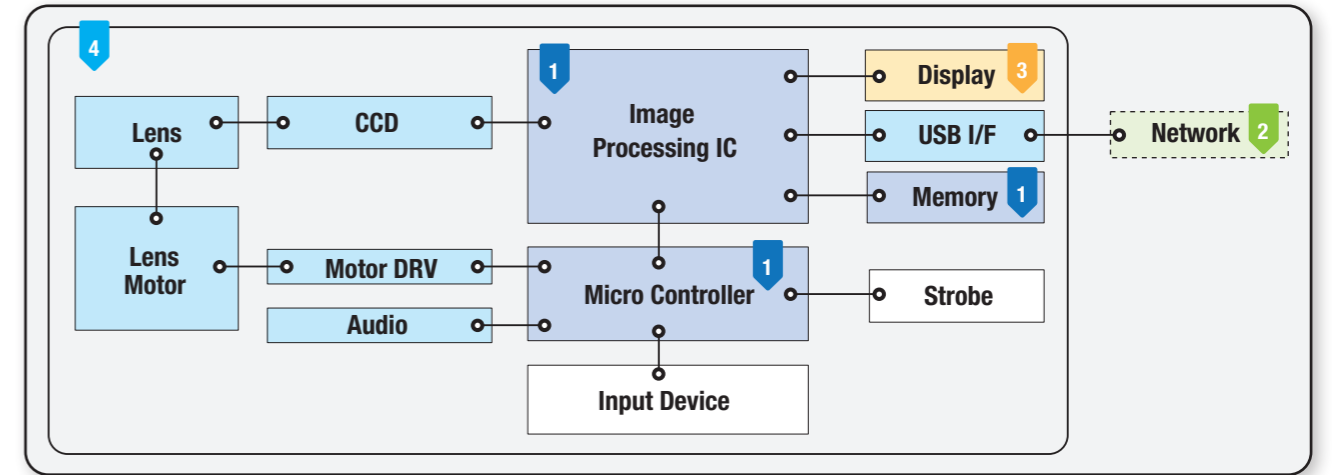 4
1
Display 3
Lens
CCD
Image
Processing IC
USB I/F
Network 2
Memory 1
Lens
Motor
Motor DRV
Micro Controller 1
Strobe
Audio
Input Device